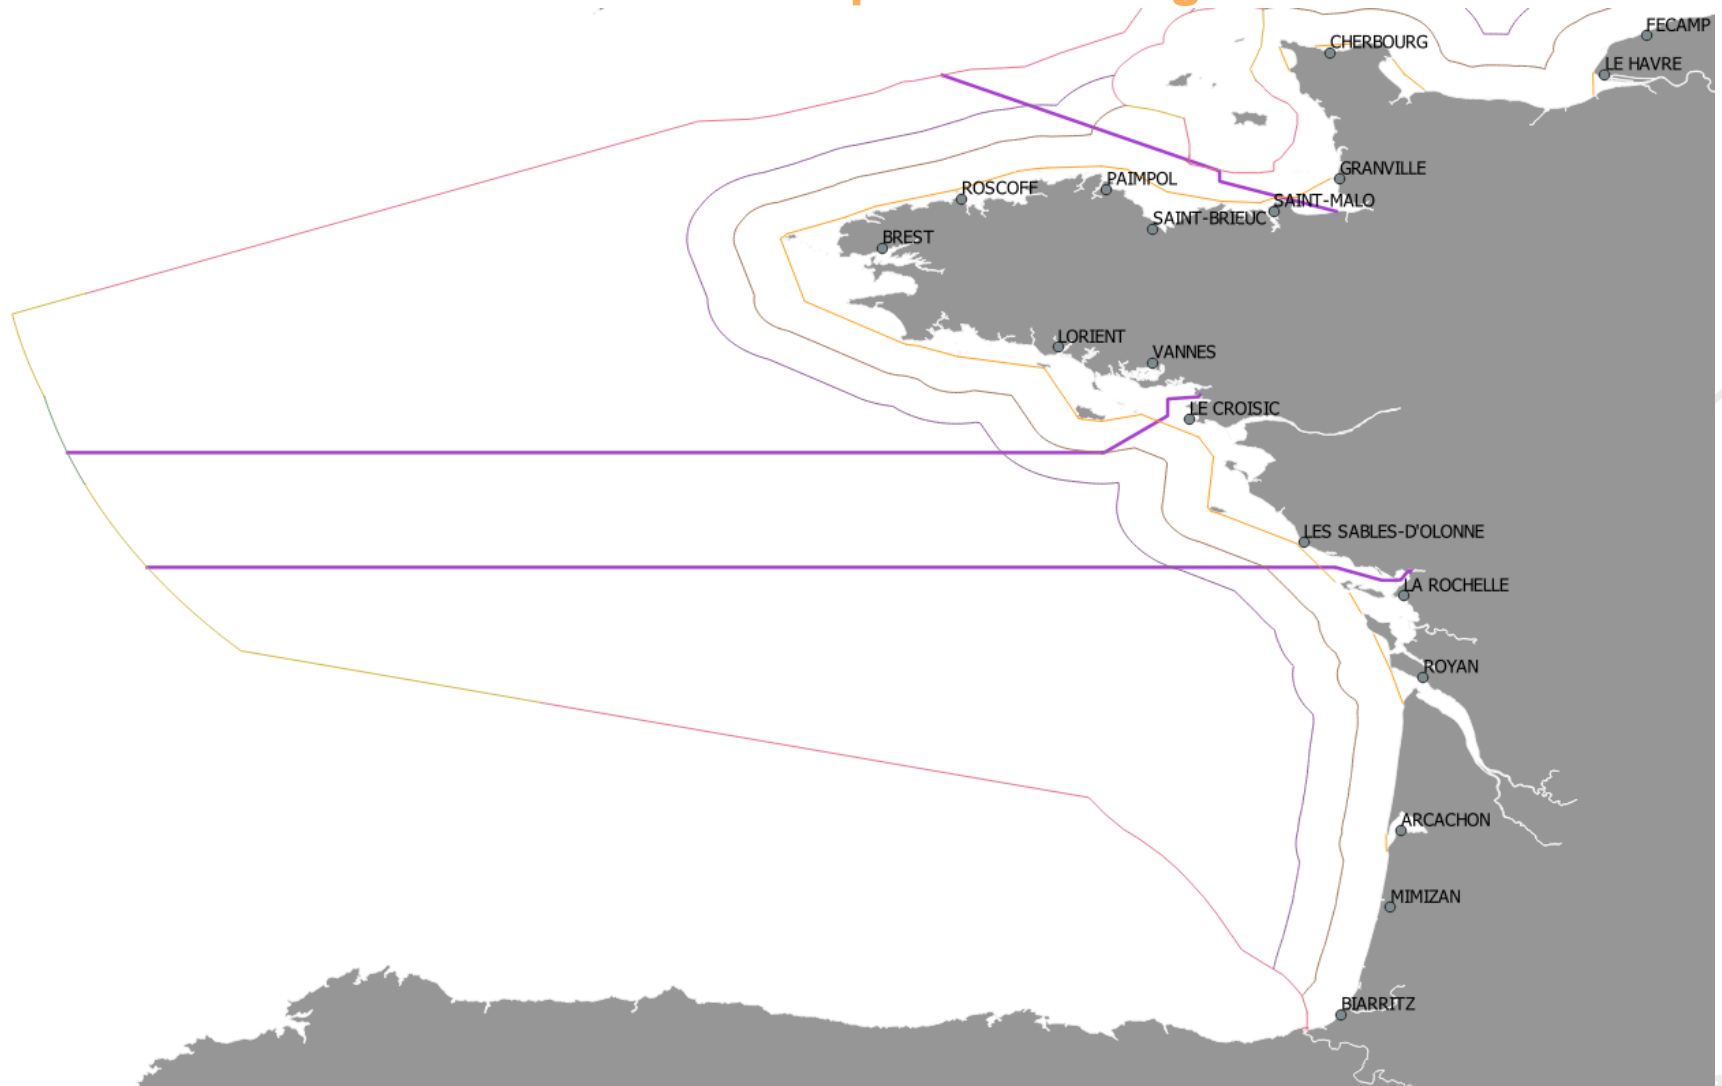 FECAMP
CHERBOURG
LE HAVRE
GRANVILLE
PAIMPOL
ROSCOFF
SAINT-MALO
SAINT-BRIEUC
BREST
LORIENT
VANNES
LE CROISIC
LES SABLES-D'OLONNE
LA ROCHELLE
ROYAN
ARCACHON
MIMIZAN
BIARRITZ